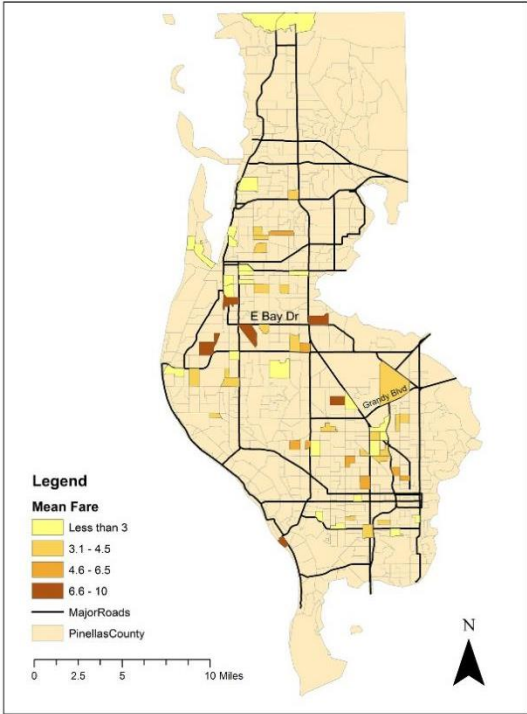 E Bay Dr
Grandy Blvd
Legend
Mean Fare
Less than 3
3.1 - 4.5
4.6 - 6.5
6.6 - 10
MajorRoads
PinellasCounty
N
0 2.5 5 10 Miles